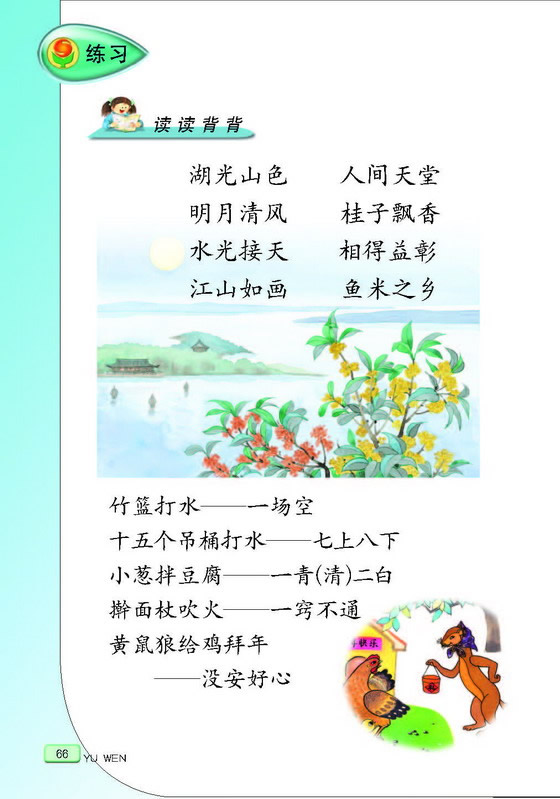 练习
读读背背
湖光山色 人间天堂
明月清风 桂子飘香
水光接天 相得益彰
江山如画 鱼米之乡
竹篮打水——一场空
十五个吊桶打水——七上八下
小葱拌豆腐——一青(清)二白
擀面杖吹火——一窍不通
黄鼠狼给鸡拜年
——没安好心
快乐
66 YU WEN